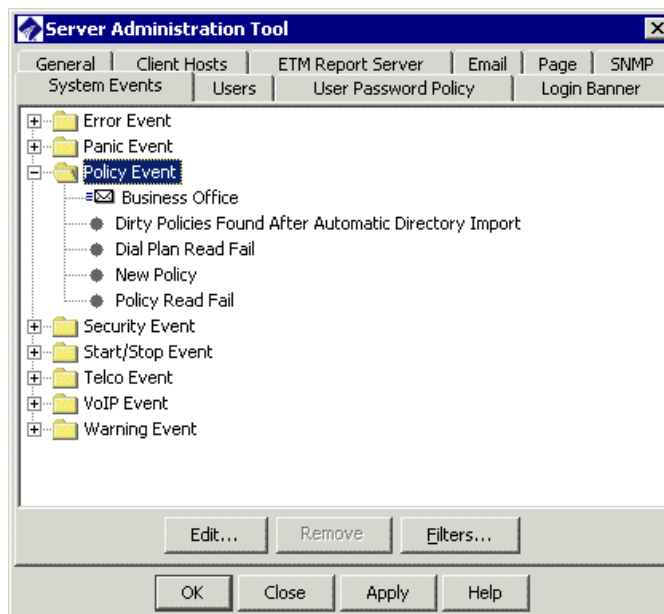 Server Administration Tool
General Client Hosts ETM Report Server Email Page SNMP
System Events Users User Password Policy Login Banner
Error Event
Panic Event
Policy Event
Business Office
Dirty Policies Found After Automatic Directory Import
Dial Plan Read Fail
New Policy
Policy Read Fail
Security Event
Start/Stop Event
Telco Event
VoIP Event
Warning Event
Edit... Remove Filters...
OK Close Apply Help